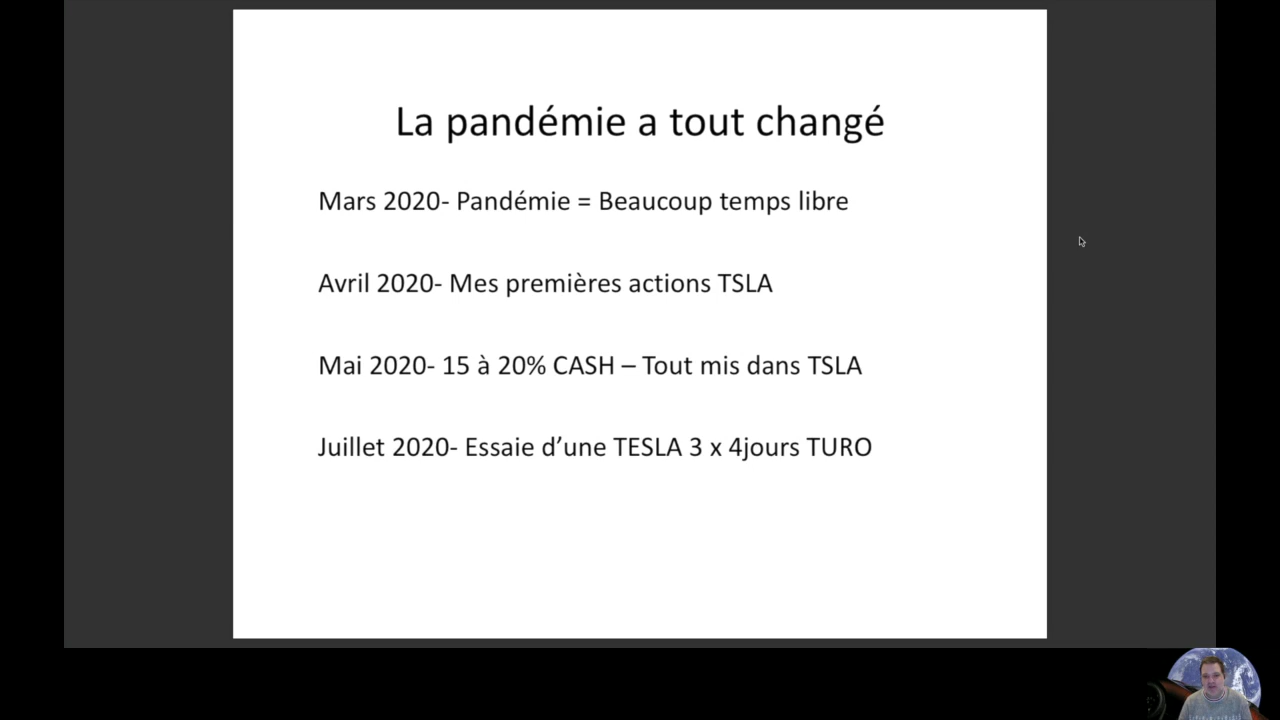 La pandémie a tout changé
Mars 2020- Pandémie = Beaucoup temps libre
Avril 2020- Mes premières actions TSLA
Mai 2020- 15 à 20% CASH – Tout mis dans TSLA
Juillet 2020- Essaie d’une TESLA 3 x 4jours TURO